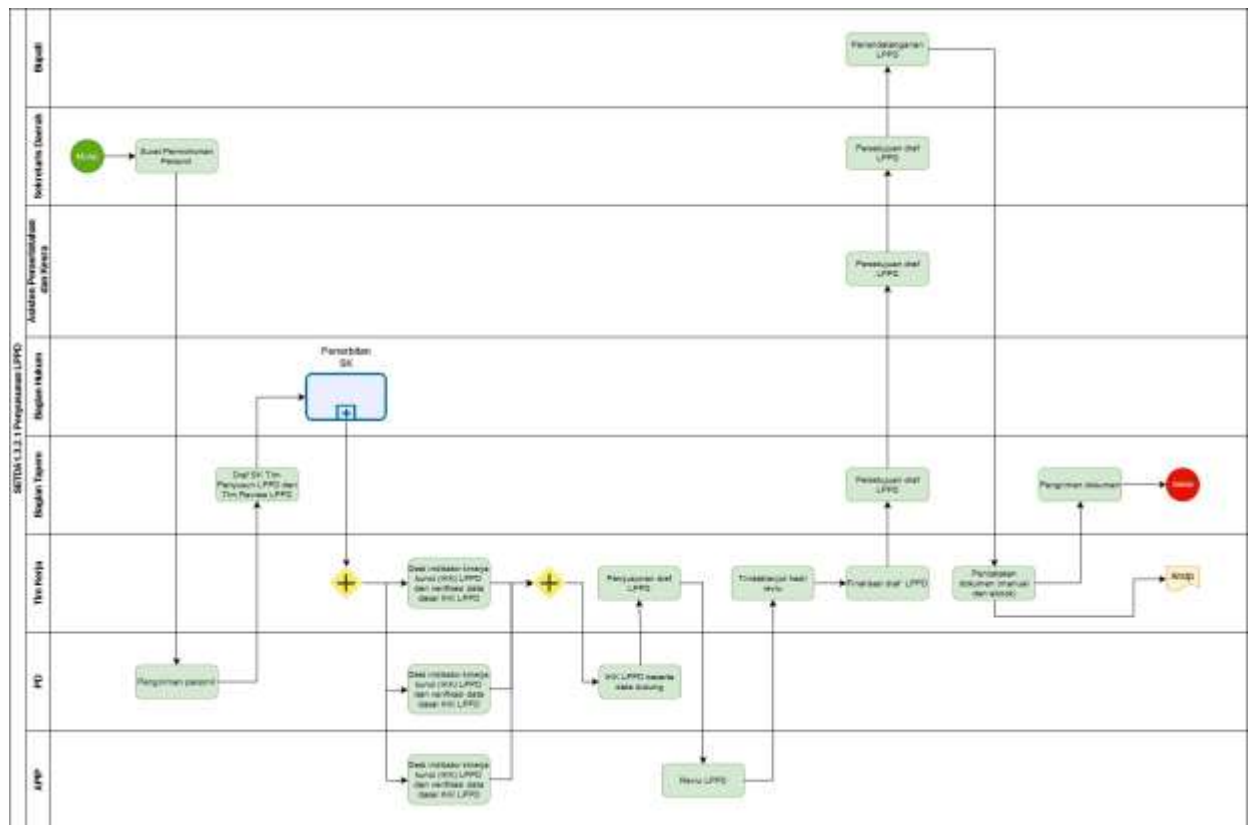 SETDA 1.3.2.1 Penyusunan LPPD
Bupati
Penandatanganan
LPPD
Sekretaris Daerah
Mulai
Surat Permohonan
Personil
Persetujuan draf
LPPD
Asisten Pemerintahan
dan Kesra
Persetujuan draf
LPPD
Bagian Hukum
Penerbitan
SK
Bagian Tapem
Draf SK Tim
Penyusun LPPD dan
Tim Review LPPD
Persetujuan draf
LPPD
Pengiriman dokumen
Selesai
Tim Kerja
Desk indikator kinerja
kunci (IKK) LPPD
dan verifikasi data
dasar IKK LPPD
Penyusunan draf
LPPD
Tindaklanjut hasil
reviu
Finalisasi draf LPPD
Pencetakan
dokumen (manual
dan
Arsip
PD
Pengiriman personil
Desk indikator kinerja
kunci (IKK) LPPD
dan verifikasi data
dasar IKK LPPD
IKK LPPD beserta
data dukung
APIP
Desk indikator kinerja
kunci (IKK) LPPD
dan verifikasi data
dasar IKK LPPD
Reviu LPPD